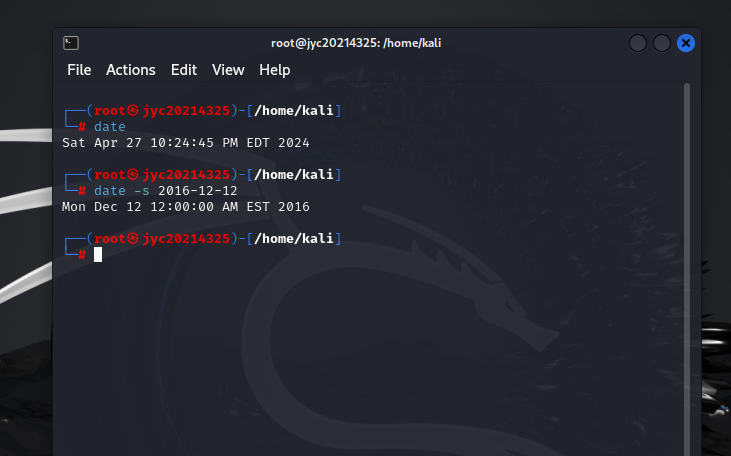 root@jyc20214325: /home/kali
File Actions Edit View Help
┌──(root㉿jyc20214325)-[/home/kali]
└─# date
Sat Apr 27 10:24:45 PM EDT 2024
┌──(root㉿jyc20214325)-[/home/kali]
└─# date -s 2016-12-12
Mon Dec 12 12:00:00 AM EST 2016
┌──(root㉿jyc20214325)-[/home/kali]
└─#